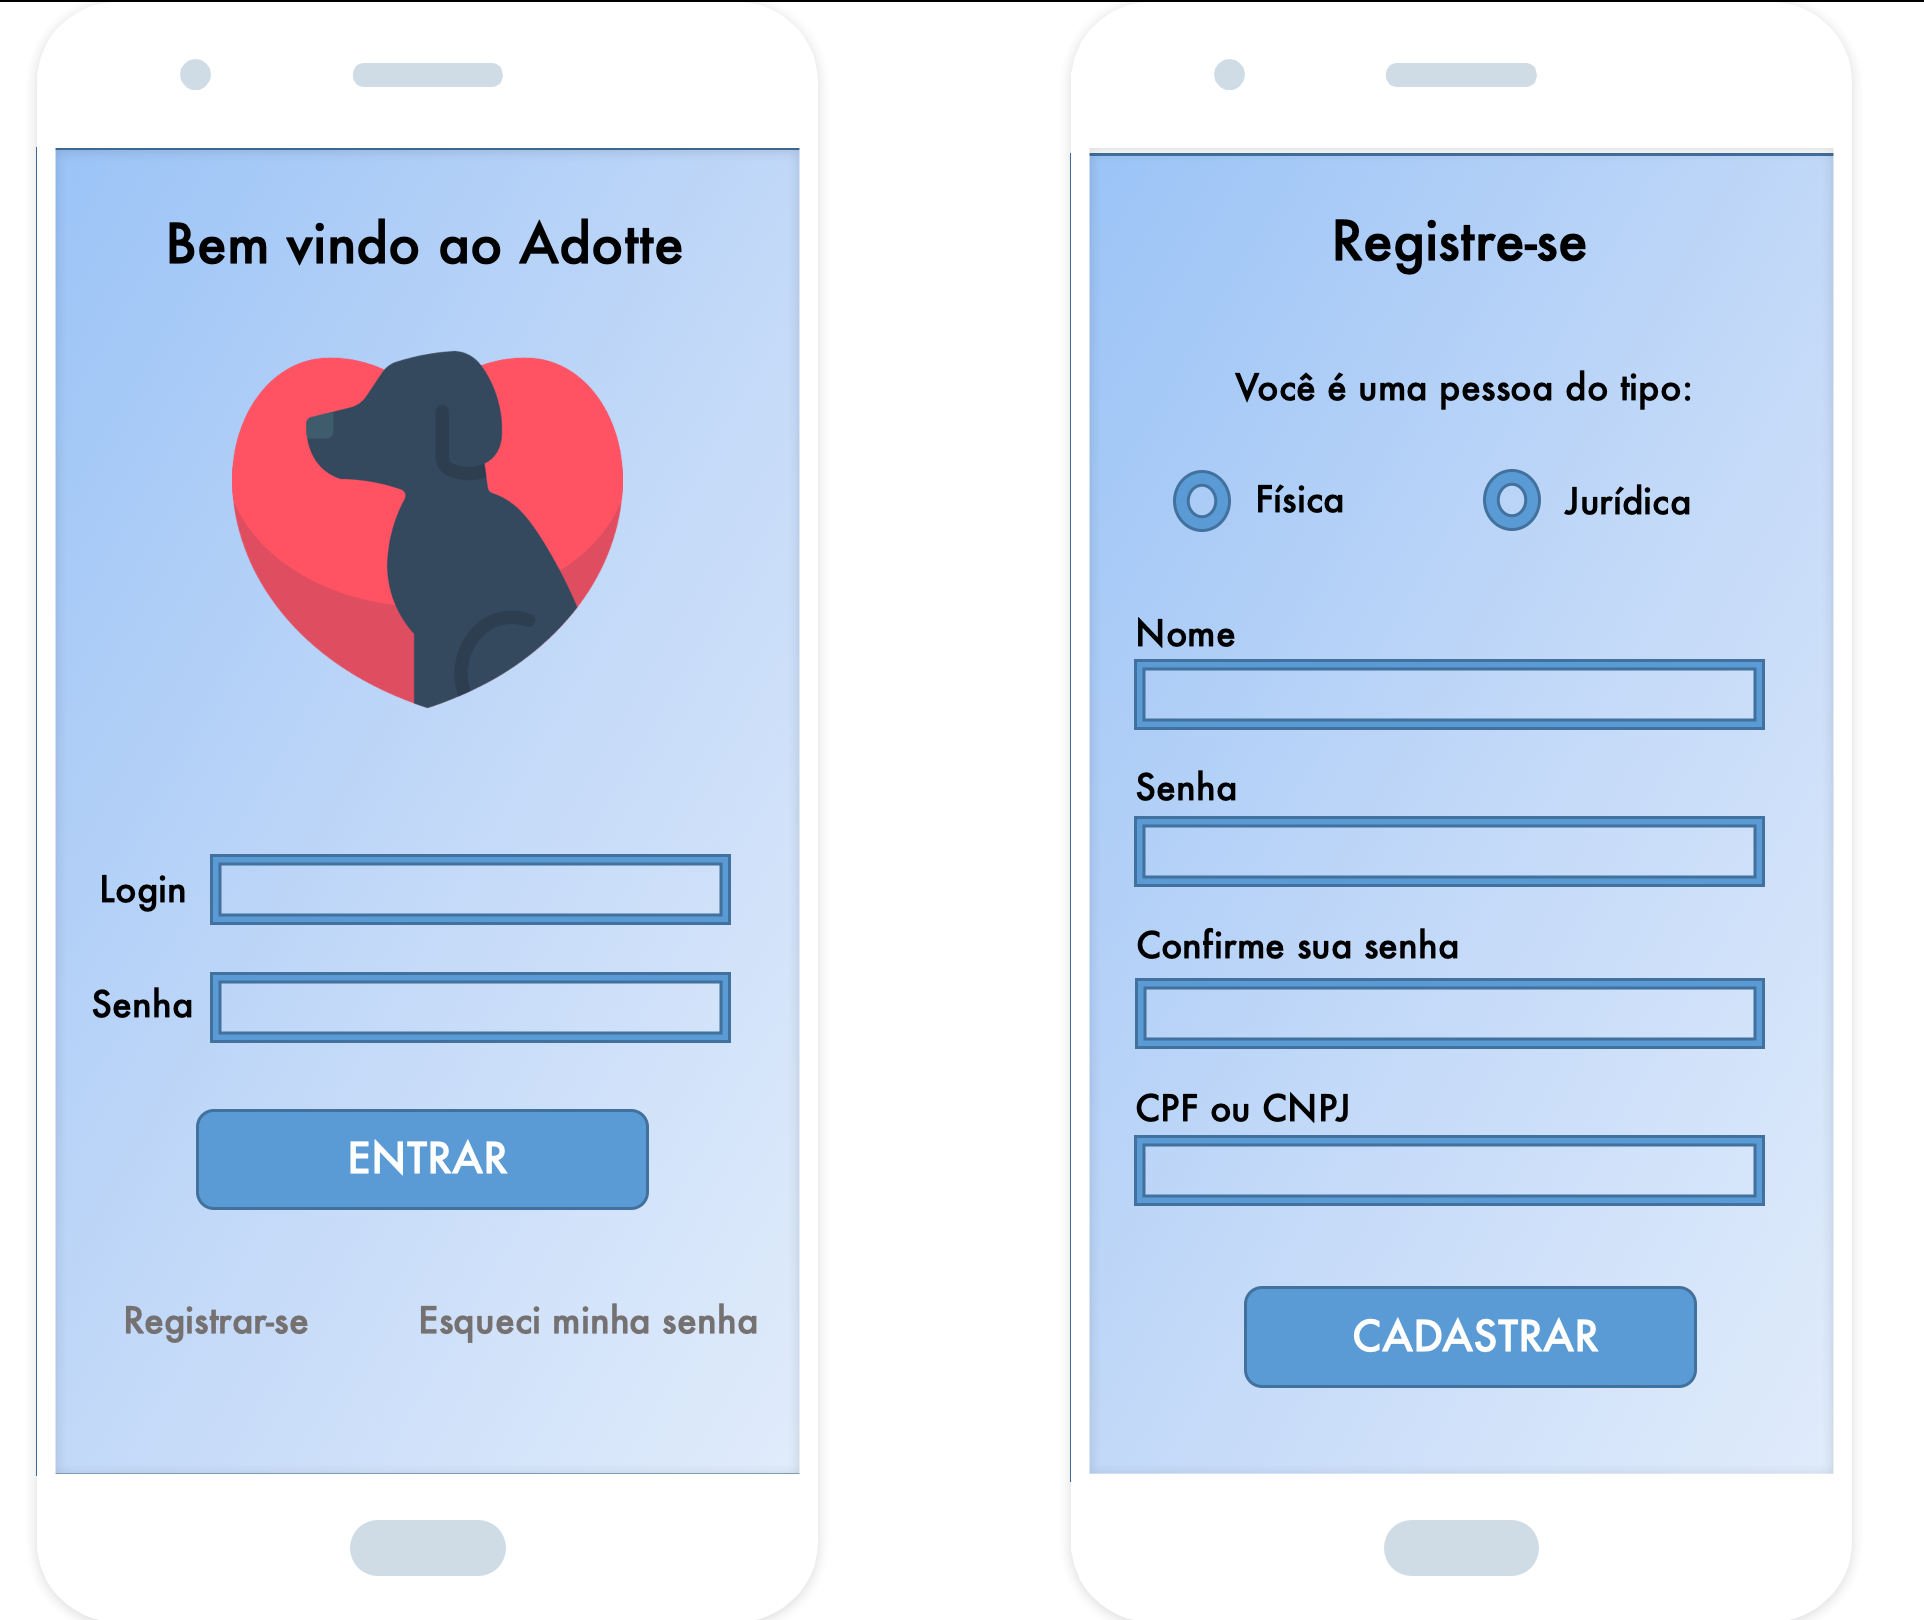 Bem vindo ao Adotte
Login
Senha
ENTRAR
Registrar-se
Esqueci minha senha
Registre-se
Você é uma pessoa do tipo:
Física
Jurídica
Nome
Senha
Confirme sua senha
CPF ou CNPJ
CADASTRAR